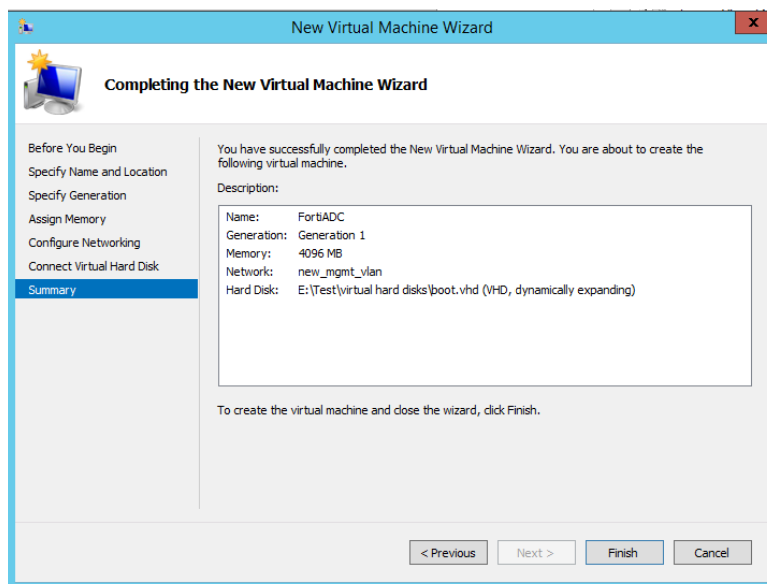 New Virtual Machine Wizard
x
Completing the New Virtual Machine Wizard
Before You Begin
Specify Name and Location
Specify Generation
Assign Memory
Configure Networking
Connect Virtual Hard Disk
Summary
You have successfully completed the New Virtual Machine Wizard. You are about to create the
following virtual machine.
Description:
Name: FortiADC
Generation: Generation 1
Memory: 4096 MB
Network: new_mgmt_vlan
Hard Disk: E:\Test\virtual hard disks\boot.vhd (VHD, dynamically expanding)
To create the virtual machine and close the wizard, click Finish.
< Previous
Next >
Finish
Cancel